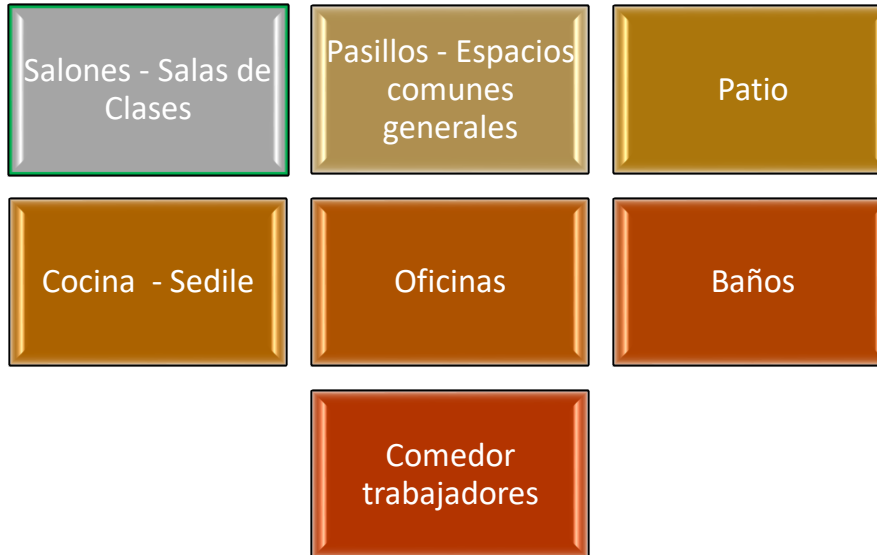 Salones - Salas de
Clases
Pasillos - Espacios
comunes
generales
Patio
Cocina  - Sedile
Oficinas
Baños
Comedor
trabajadores